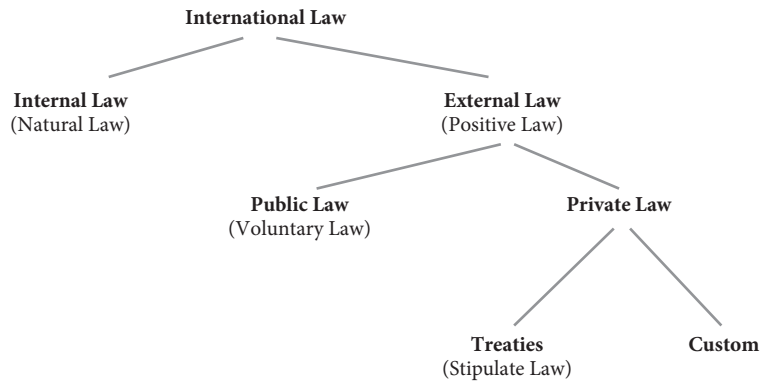 International Law
Internal Law
(Natural Law)
External Law
(Positive Law)
Public Law
(Voluntary Law)
Private Law
Treaties
(Stipulate Law)
Custom